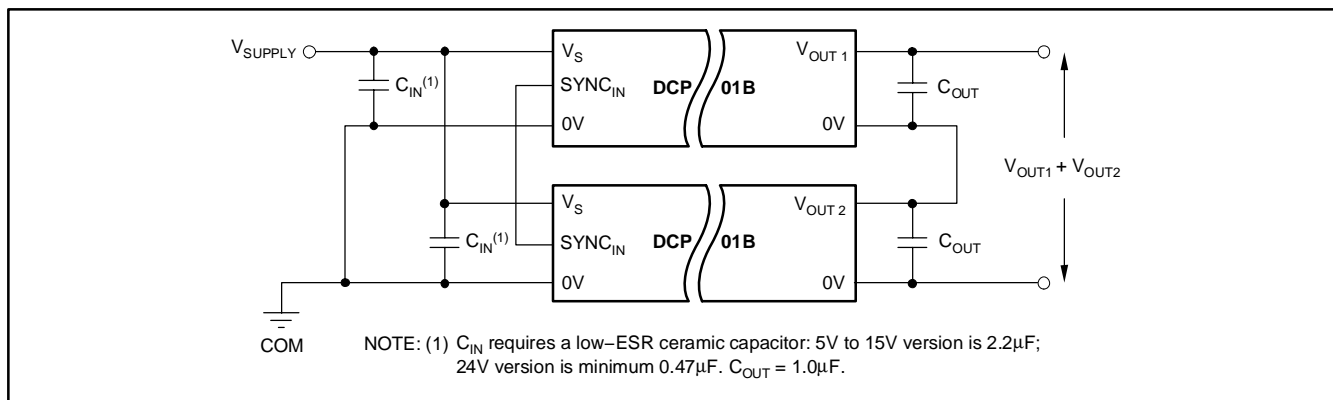 V_SUPPLY
C_IN(1)
V_S
SYNC_IN
0V
DCP
01B
V_OUT 1
0V
C_OUT
V_OUT1 + V_OUT2
C_IN(1)
V_S
SYNC_IN
0V
DCP
01B
V_OUT 2
0V
C_OUT
COM
NOTE: (1) C_IN requires a low−ESR ceramic capacitor: 5V to 15V version is 2.2µF;
24V version is minimum 0.47µF. C_OUT = 1.0µF.